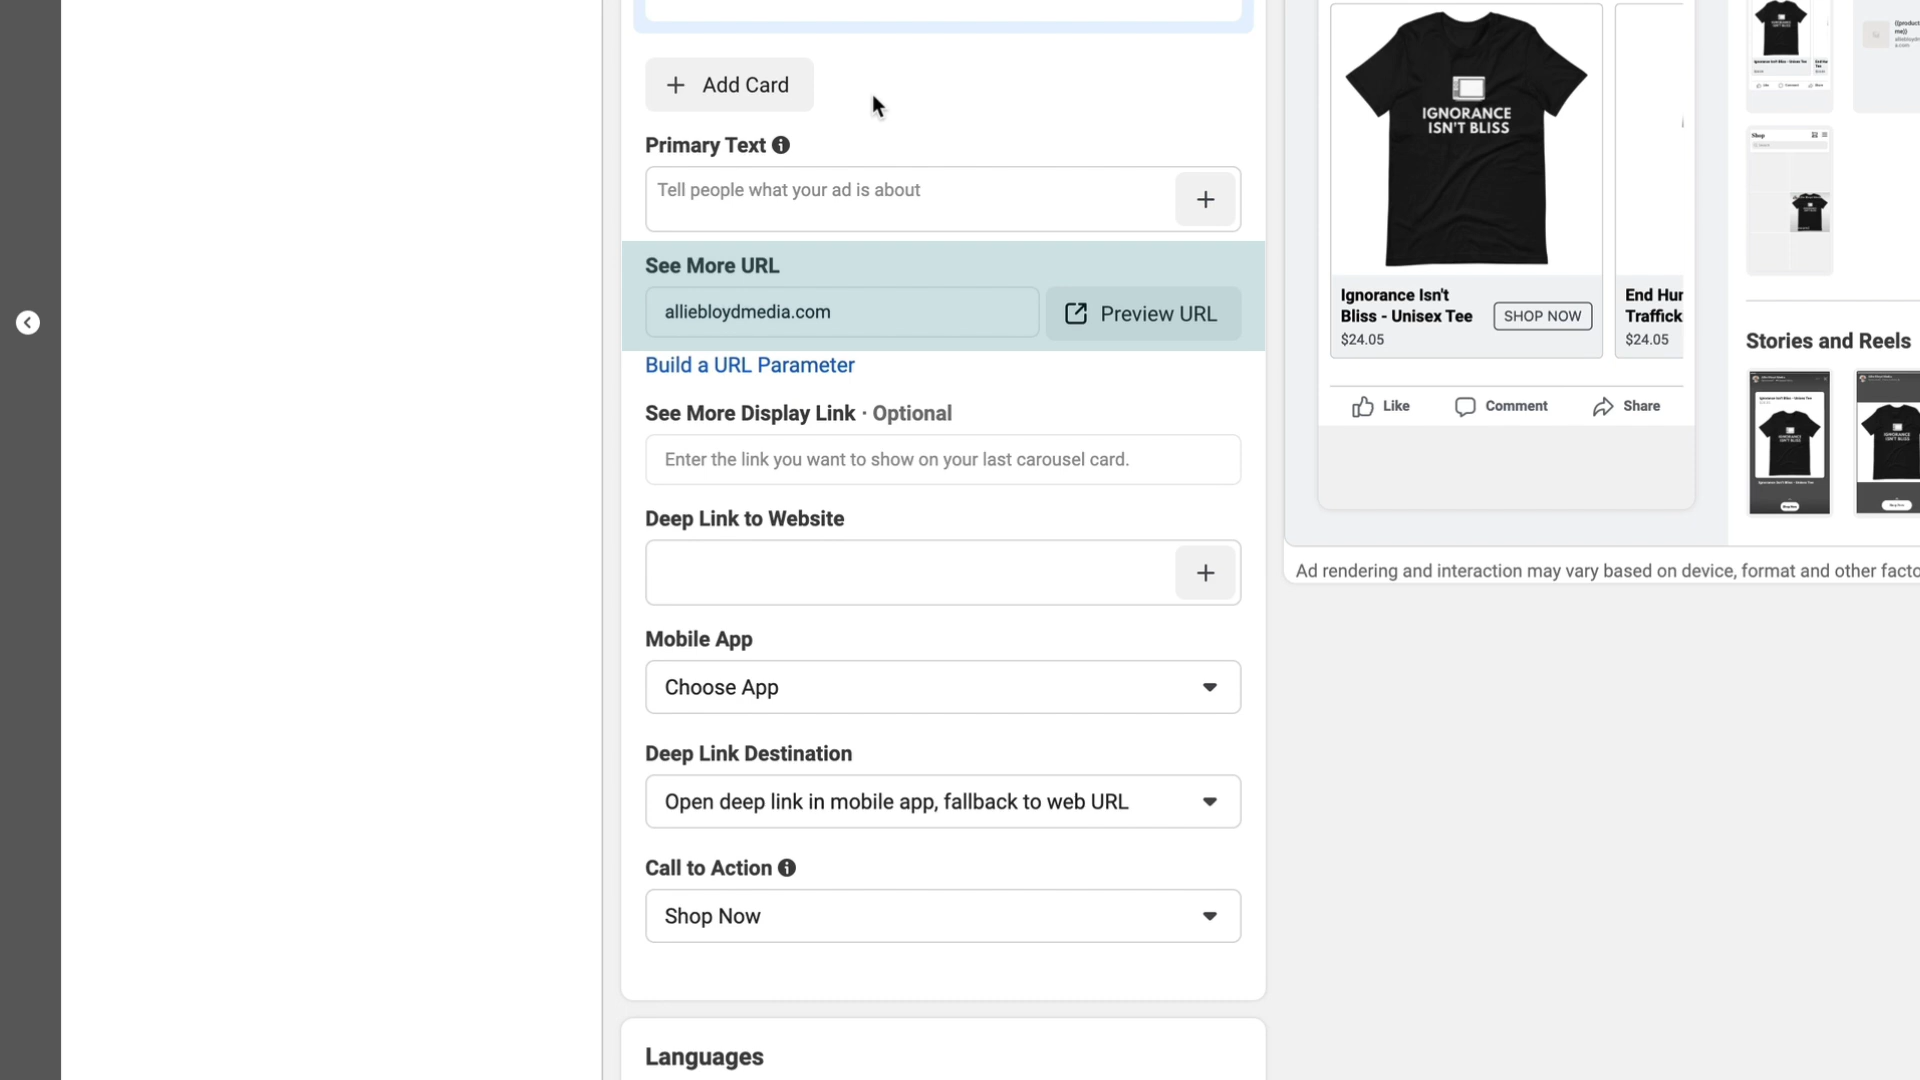 Add Card
Primary Text
Tell people what your ad is about
See More URL
alliebloydmedia.com
Preview URL
Build a URL Parameter
See More Display Link · Optional
Enter the link you want to show on your last carousel card.
Deep Link to Website
Mobile App
Choose App
Deep Link Destination
Open deep link in mobile app, fallback to web URL
Call to Action
Shop Now
Languages
IGNORANCE
ISN'T BLISS
Ignorance Isn't
Bliss - Unisex Tee
SHOP NOW
$24.05
End Hur
Traffick
$24.05
Like
Comment
Share
Ad rendering and interaction may vary based on device, format and other facto
Shop
Stories and Reels